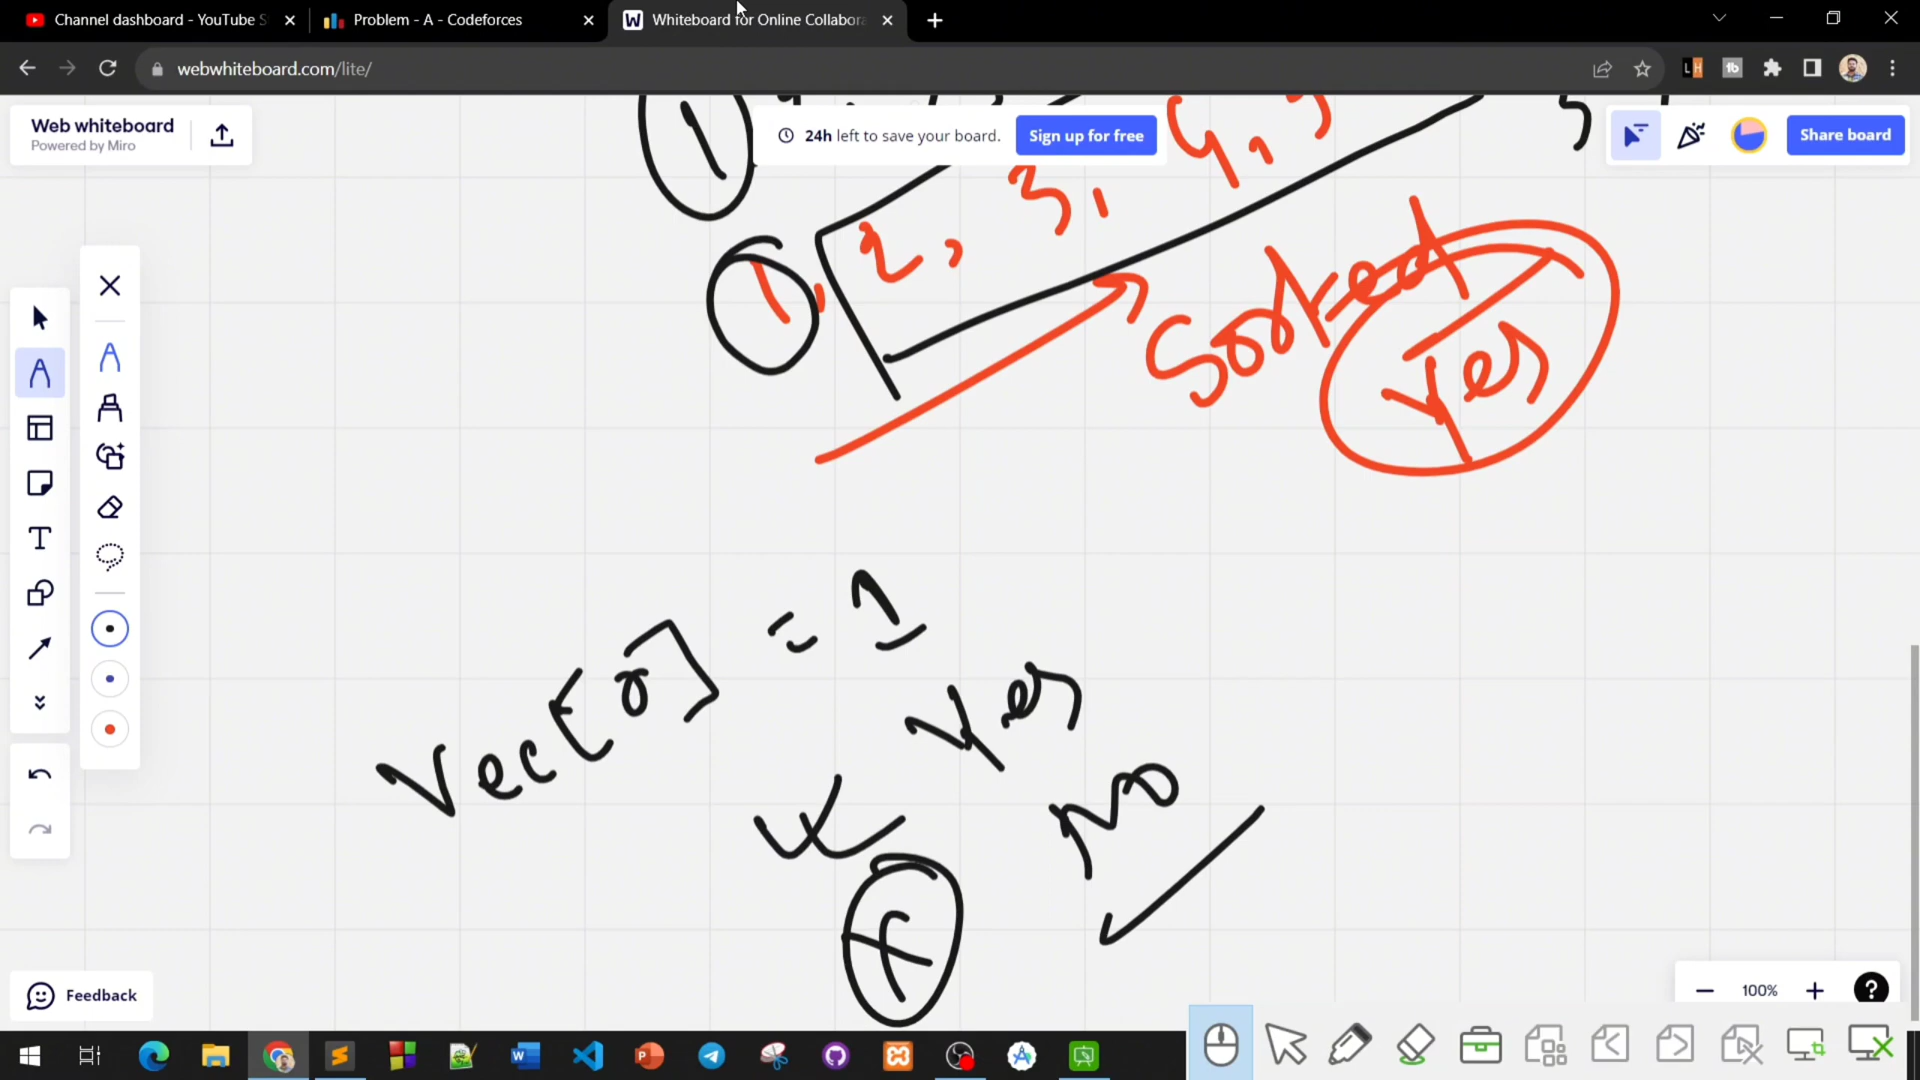 Channel dashboard - YouTube S
Problem - A - Codeforces
Whiteboard for Online Collabora
webwhiteboard.com/lite/
Web whiteboard
Powered by Miro
24h left to save your board.
Sign up for free
Share board
1
1, 2, 3, 4,
Sorted
Yes
Vec[0] = 1
Yes
No
Feedback
100%